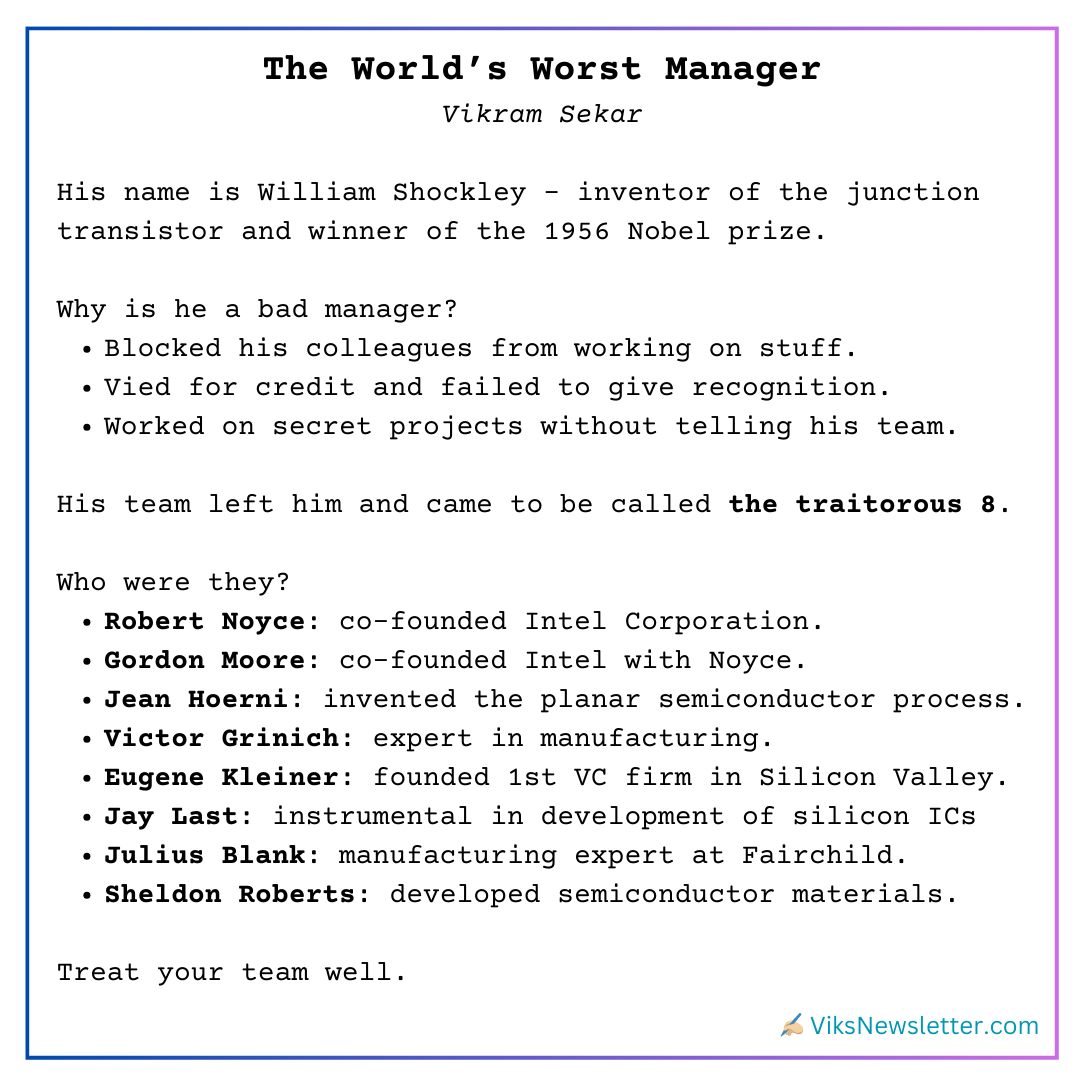 The World’s Worst Manager
Vikram Sekar
His name is William Shockley – inventor of the junction
transistor and winner of the 1956 Nobel prize.
Why is he a bad manager?
• Blocked his colleagues from working on stuff.
• Vied for credit and failed to give recognition.
• Worked on secret projects without telling his team.
His team left him and came to be called the traitorous 8.
Who were they?
• Robert Noyce: co-founded Intel Corporation.
• Gordon Moore: co-founded Intel with Noyce.
• Jean Hoerni: invented the planar semiconductor process.
• Victor Grinich: expert in manufacturing.
• Eugene Kleiner: founded 1st VC firm in Silicon Valley.
• Jay Last: instrumental in development of silicon ICs
• Julius Blank: manufacturing expert at Fairchild.
• Sheldon Roberts: developed semiconductor materials.
Treat your team well.
✍🏻 ViksNewsletter.com